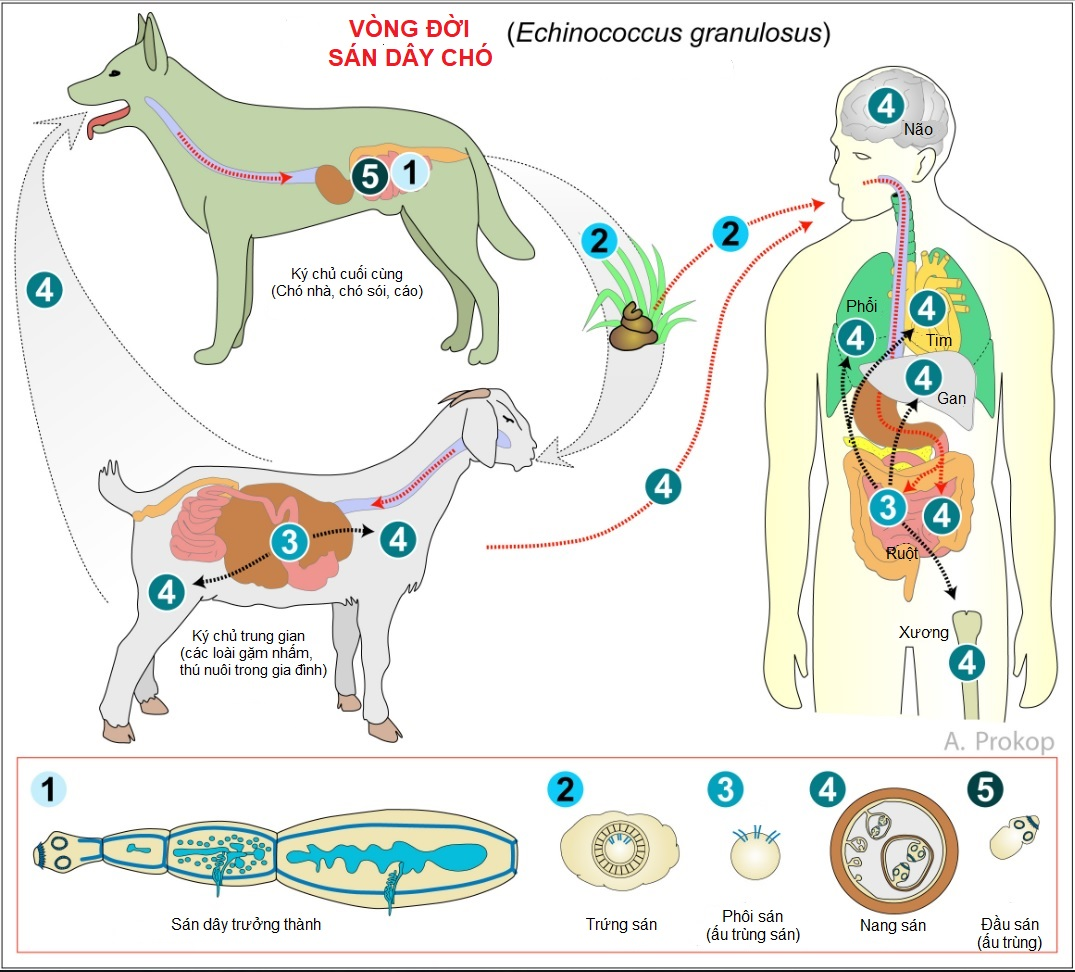 VÒNG ĐỜI
SÁN DÂY CHÓ
(Echinococcus granulosus)
4
Não
5
1
2
2
Ký chủ cuối cùng
(Chó nhà, chó sói, cáo)
4
Phổi
4
Tim
4
4
Gan
4
3
4
Ruột
3
4
4
Ký chủ trung gian
(các loài gặm nhấm,
thú nuôi trong gia đình)
Xương
4
A. Prokop
1
2
3
4
5
Sán dây trưởng thành
Trứng sán
Phôi sán
(ấu trùng sán)
Nang sán
Đầu sán
(ấu trùng)